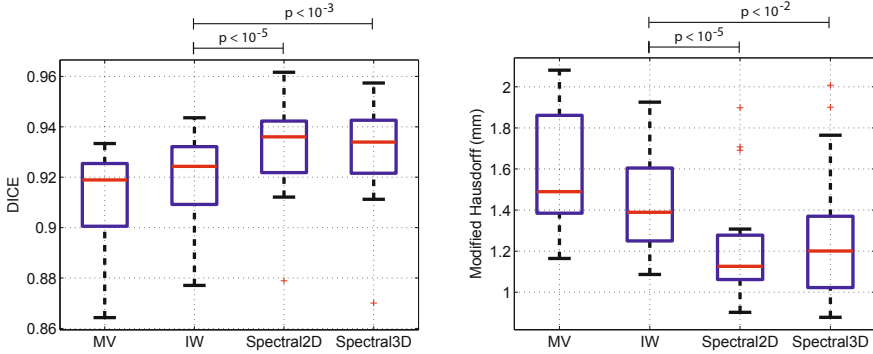 p < 10⁻³
p < 10⁻⁵
0.96
0.94
0.92
0.9
0.88
0.86
DICE
MV IW Spectral2D Spectral3D
p < 10⁻²
p < 10⁻⁵
2
1.8
1.6
1.4
1.2
1
Modified Hausdorff (mm)
MV IW Spectral2D Spectral3D